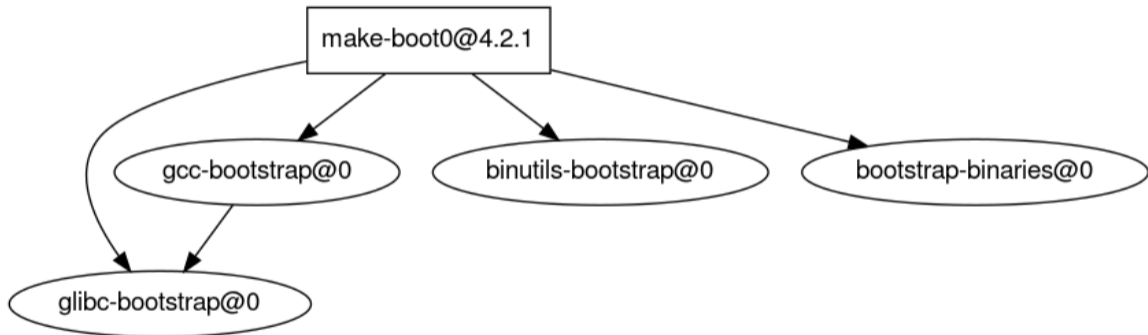 make-boot0@4.2.1
gcc-bootstrap@0
binutils-bootstrap@0
bootstrap-binaries@0
glibc-bootstrap@0